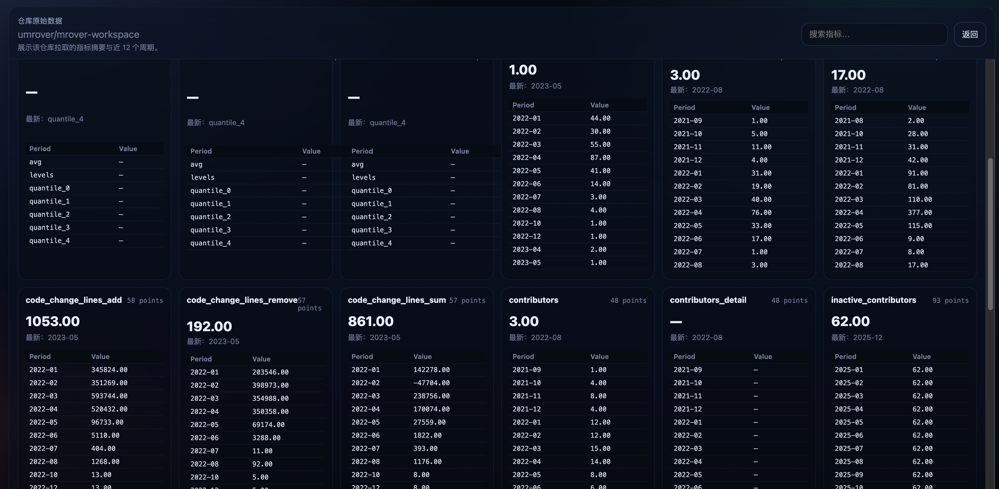 仓库原始数据
umrover/mrover-workspace
展示该仓库拉取的指标摘要与近 12 个周期。
搜索指标...
返回
—
最新：quantile_4
Period Value
avg —
levels —
quantile_0 —
quantile_1 —
quantile_2 —
quantile_3 —
quantile_4 —
—
最新：quantile_4
Period Value
avg —
levels —
quantile_0 —
quantile_1 —
quantile_2 —
quantile_3 —
quantile_4 —
—
最新：quantile_4
Period Value
avg —
levels —
quantile_0 —
quantile_1 —
quantile_2 —
quantile_3 —
quantile_4 —
1.00
最新：2023-05
Period Value
2022-01 44.00
2022-02 30.00
2022-03 55.00
2022-04 87.00
2022-05 41.00
2022-06 14.00
2022-07 3.00
2022-08 4.00
2022-10 1.00
2022-12 1.00
2023-04 2.00
2023-05 1.00
3.00
最新：2022-08
Period Value
2021-09 1.00
2021-10 5.00
2021-11 11.00
2021-12 4.00
2022-01 31.00
2022-02 19.00
2022-03 40.00
2022-04 76.00
2022-05 33.00
2022-06 17.00
2022-07 1.00
2022-08 3.00
17.00
最新：2022-08
Period Value
2021-08 2.00
2021-10 28.00
2021-11 31.00
2021-12 42.00
2022-01 91.00
2022-02 81.00
2022-03 110.00
2022-04 377.00
2022-05 115.00
2022-06 9.00
2022-07 8.00
2022-08 17.00
code_change_lines_add 58 points
1053.00
最新：2023-05
Period Value
2022-01 345824.00
2022-02 351269.00
2022-03 593744.00
2022-04 520432.00
2022-05 96733.00
2022-06 5110.00
2022-07 404.00
2022-08 1268.00
2022-10 13.00
2022-12 13.00
code_change_lines_remove 57
points
192.00
最新：2023-05
Period Value
2022-01 203546.00
2022-02 398973.00
2022-03 354988.00
2022-04 350358.00
2022-05 69174.00
2022-06 3288.00
2022-07 11.00
2022-08 92.00
2022-10 5.00
code_change_lines_sum 57 points
861.00
最新：2023-05
Period Value
2022-01 142278.00
2022-02 -47704.00
2022-03 238756.00
2022-04 170074.00
2022-05 27559.00
2022-06 1822.00
2022-07 393.00
2022-08 1176.00
2022-10 8.00
2022-12 8.00
contributors 48 points
3.00
最新：2022-08
Period Value
2021-09 1.00
2021-10 4.00
2021-11 8.00
2021-12 4.00
2022-01 12.00
2022-02 12.00
2022-03 15.00
2022-04 14.00
2022-05 8.00
2022-06 6.00
contributors_detail 48 points
—
最新：2022-08
Period Value
2021-09 —
2021-10 —
2021-11 —
2021-12 —
2022-01 —
2022-02 —
2022-03 —
2022-04 —
2022-05 —
2022-06 —
inactive_contributors 93 points
62.00
最新：2025-12
Period Value
2025-01 62.00
2025-02 62.00
2025-03 62.00
2025-04 62.00
2025-05 62.00
2025-06 62.00
2025-07 62.00
2025-08 62.00
2025-09 62.00
2025-10 62.00